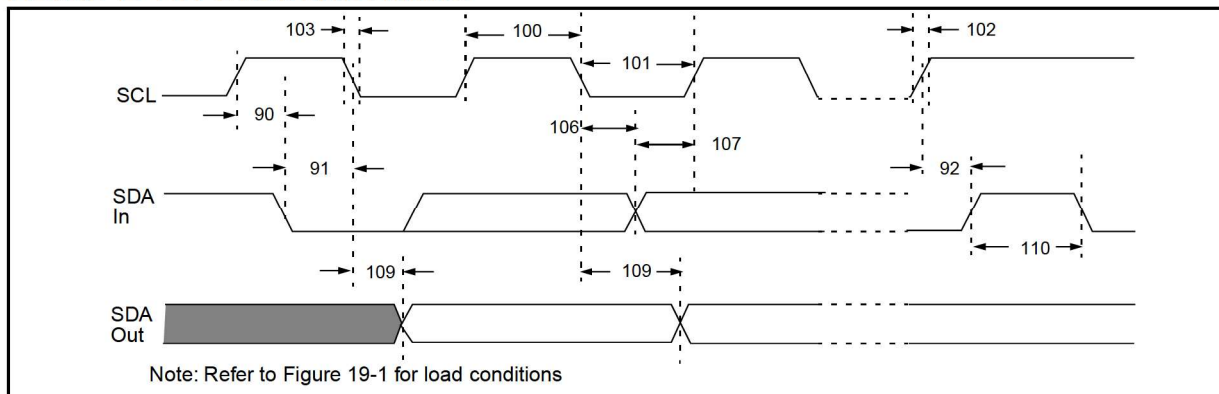 103
100
102
101
SCL
90
106
107
91
92
SDA
In
110
109
109
SDA
Out
Note: Refer to Figure 19-1 for load conditions